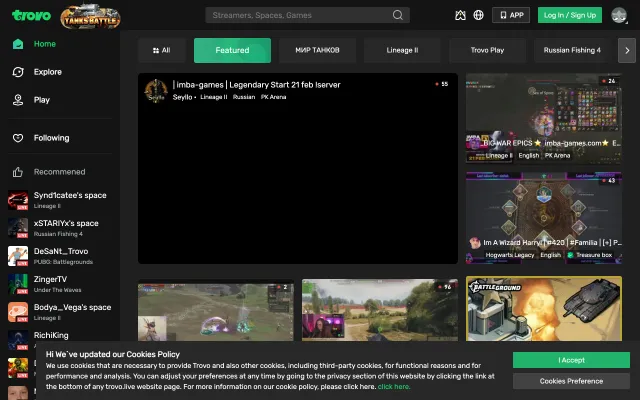 trovo
TANKS BATTLE
Streamers, Spaces, Games
APP
Log In / Sign Up
Home
Explore
Play
Following
Recommened
Synd1catee's space
Lineage II
LIVE
xSTARIYx's space
Russian Fishing 4
LIVE
DeSaNt_Trovo
PUBG: Battlegrounds
LIVE
ZingerTV
Under The Waves
LIVE
Bodya_Vega's space
Lineage II
LIVE
RichiKing
All
Featured
МИР ТАНКОВ
Lineage II
Trovo Play
Russian Fishing 4
| imba-games | Legendary Start 21 feb lserver
55
Seyllo • Lineage II Russian PK Arena
24
BIG WAR EPICS ⭐ imba-games.com⭐ E...
Lineage II English PK Arena
43
Im A Wizard Harry! | #420 | #Familia | [+] P...
Hogwarts Legacy English Treasure box
2
96
BATTLEGROUND
Hi We`ve updated our Cookies Policy
We use cookies that are necessary to provide Trovo and also other cookies, including third-party cookies, for functional reasons and for
performance and analysis. You can adjust your preferences at any time by going to the privacy section of this website by clicking the link at
the bottom of any trovo.live website page. For more information on our cookie policy, please click here. click here.
I Accept
Cookies Preference